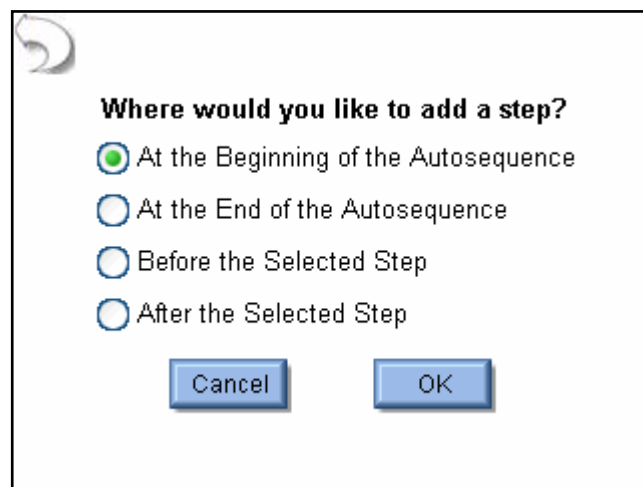 Where would you like to add a step?
At the Beginning of the Autosequence
At the End of the Autosequence
Before the Selected Step
After the Selected Step
Cancel OK